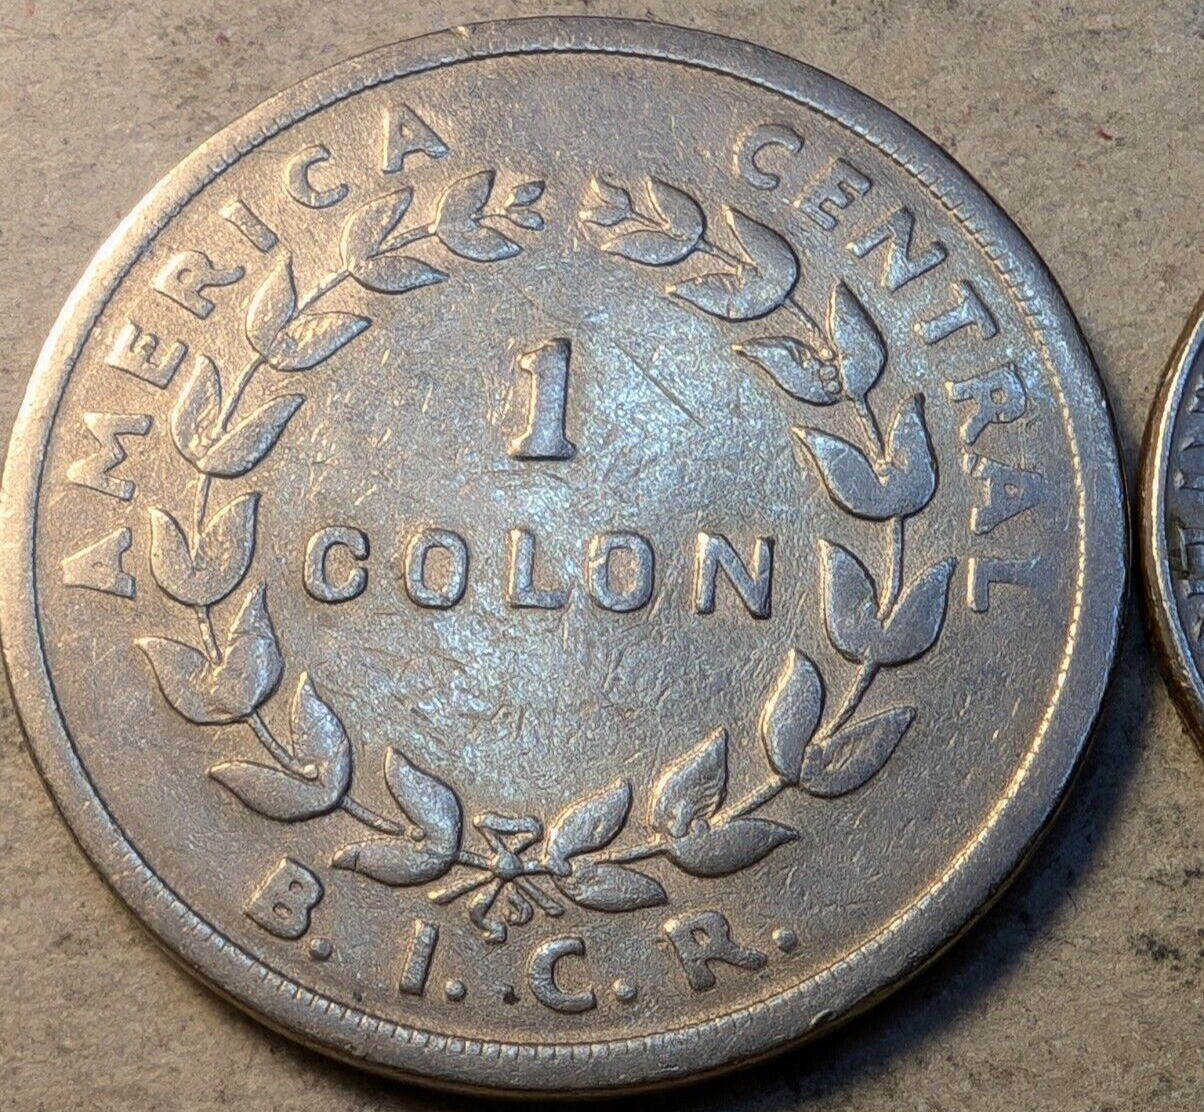 AMERICA CENTRAL
1
COLON
B.I.C.R.